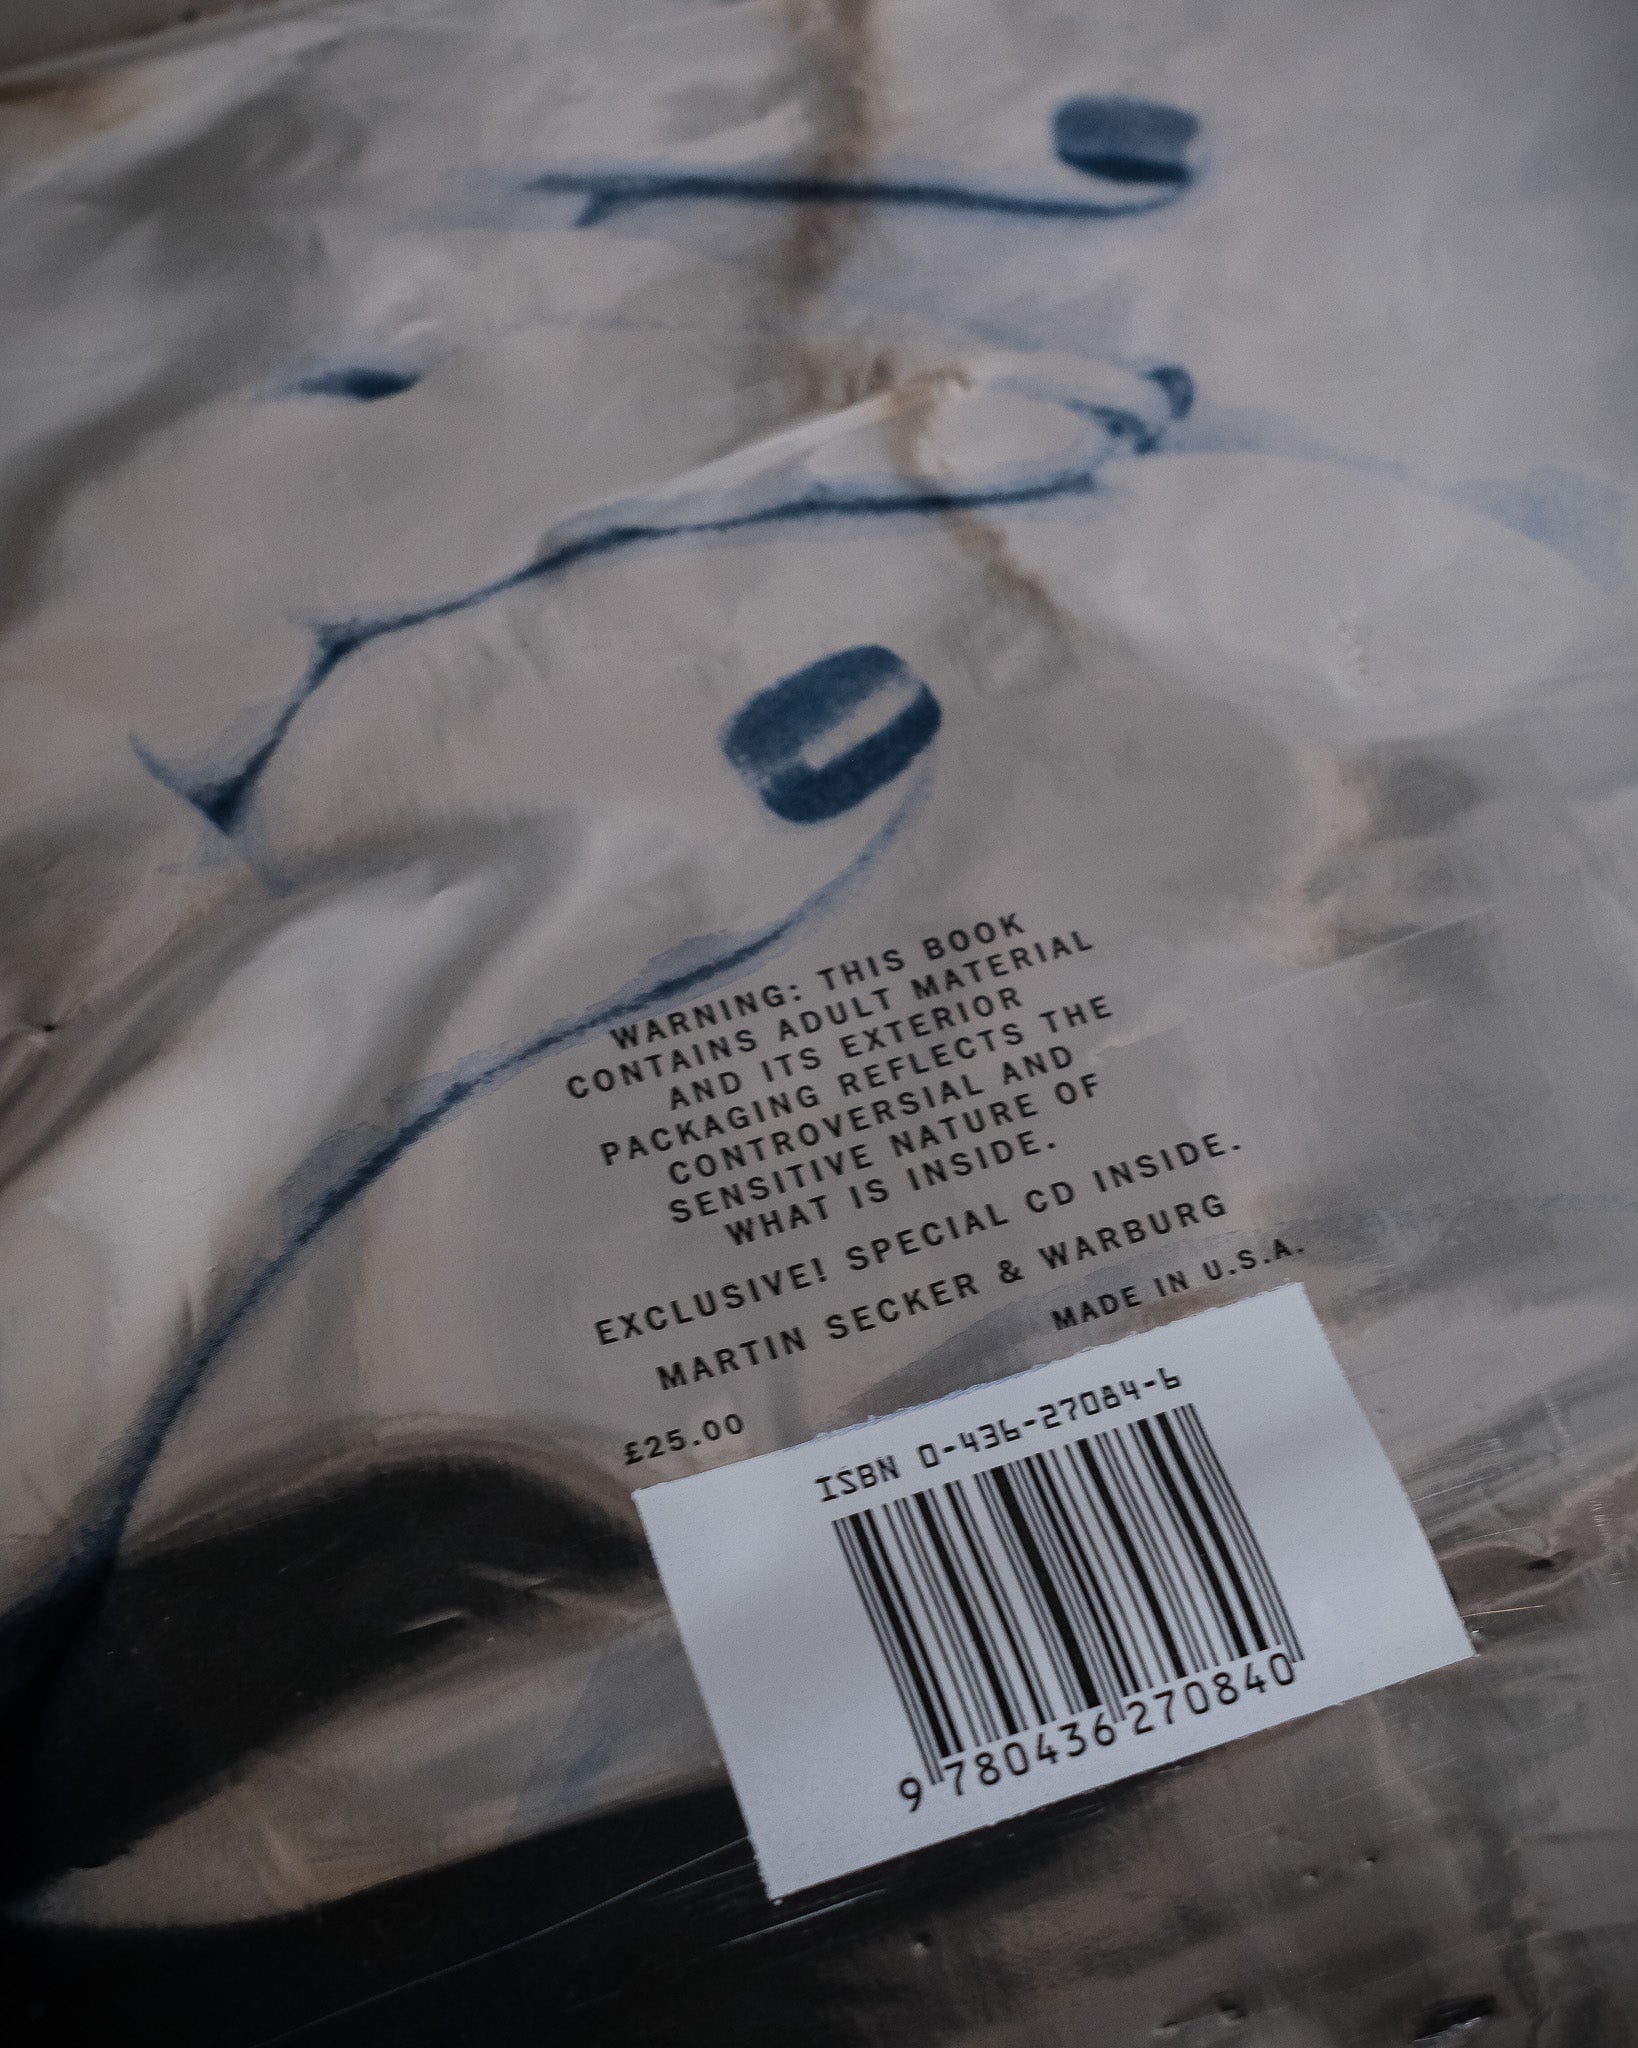 WARNING: THIS BOOK
CONTAINS ADULT MATERIAL
AND ITS EXTERIOR
PACKAGING REFLECTS THE
CONTROVERSIAL AND
SENSITIVE NATURE OF
WHAT IS INSIDE.
EXCLUSIVE! SPECIAL CD INSIDE.
MARTIN SECKER & WARBURG
MADE IN U.S.A.
£25.00
ISBN 0-436-27084-6
9 780436 270840